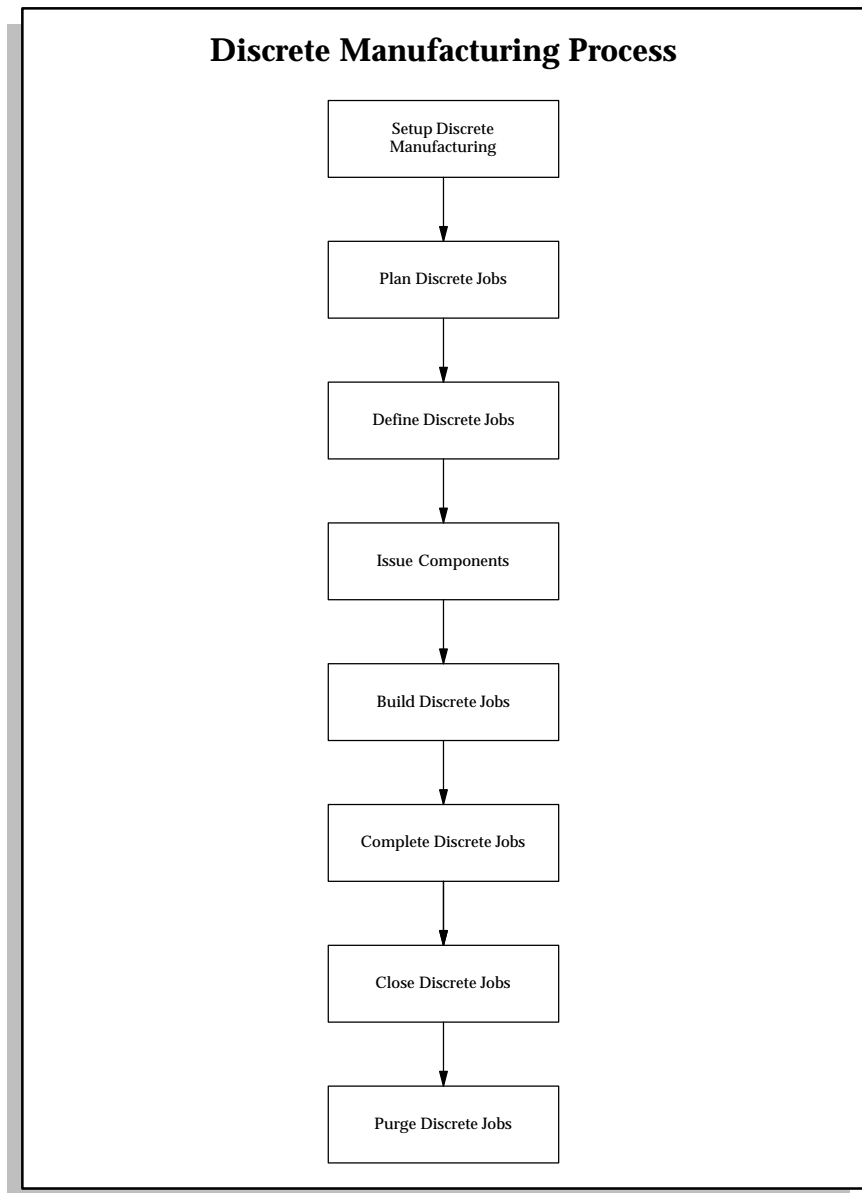 Discrete Manufacturing Process
Setup Discrete
Manufacturing
Plan Discrete Jobs
Define Discrete Jobs
Issue Components
Build Discrete Jobs
Complete Discrete Jobs
Close Discrete Jobs
Purge Discrete Jobs